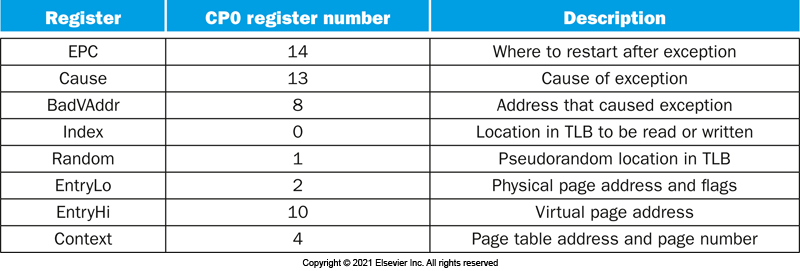 Register CP0 register number Description
EPC 14 Where to restart after exception
Cause 13 Cause of exception
BadVAddr 8 Address that caused exception
Index 0 Location in TLB to be read or written
Random 1 Pseudorandom location in TLB
EntryLo 2 Physical page address and flags
EntryHi 10 Virtual page address
Context 4 Page table address and page number
Copyright © 2021 Elsevier Inc. All rights reserved